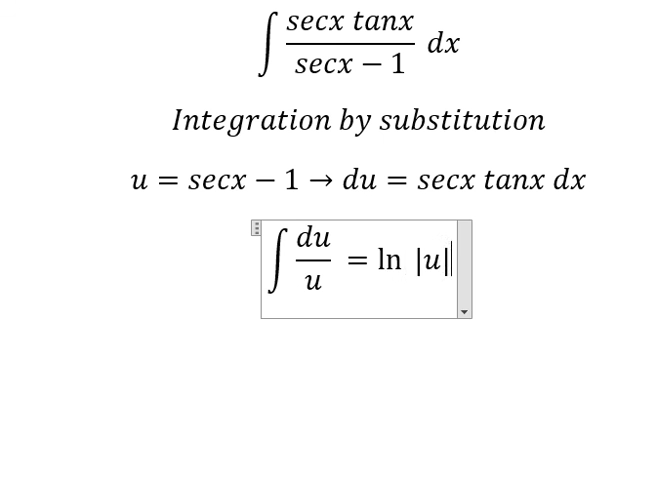 ∫ secx tanx / secx − 1 dx
Integration by substitution
u = secx − 1 → du = secx tanx dx
∫ du / u = ln |u|